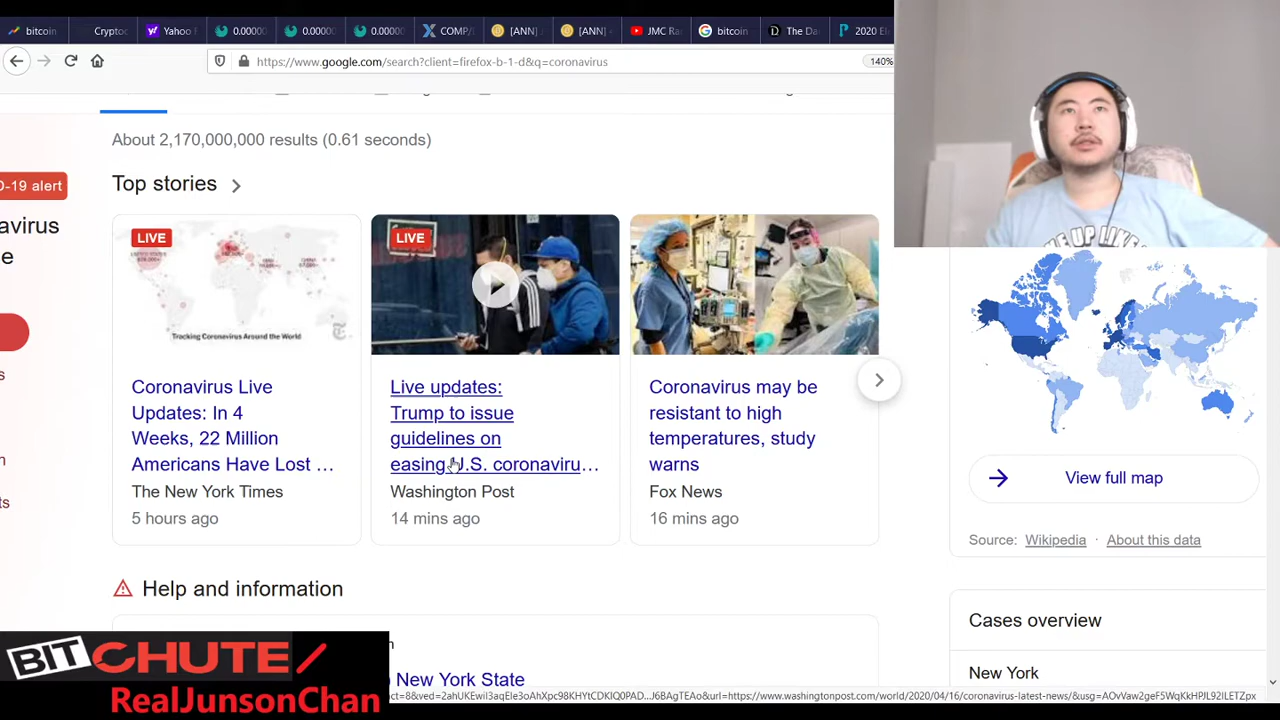 bitcoin
Cryptoc
Yahoo
0.00000
0.00000
0.00000
COMP/
[ANN]
[ANN]
JMC Ra
bitcoin
The Da
2020 El
https://www.google.com/search?client=firefox-b-1-d&q=coronavirus
140%
About 2,170,000,000 results (0.61 seconds)
D-19 alert
Top stories
avirus
e
LIVE
Tracking Coronavirus Around the World
Coronavirus Live
Updates: In 4
Weeks, 22 Million
Americans Have Lost ...
The New York Times
5 hours ago
LIVE
Live updates:
Trump to issue
guidelines on
easing U.S. coronaviru...
Washington Post
14 mins ago
Coronavirus may be
resistant to high
temperatures, study
warns
Fox News
16 mins ago
View full map
Source: Wikipedia · About this data
s
n
ts
Help and information
Cases overview
n
New York
New York State
BITCHUTE/
RealJunsonChan